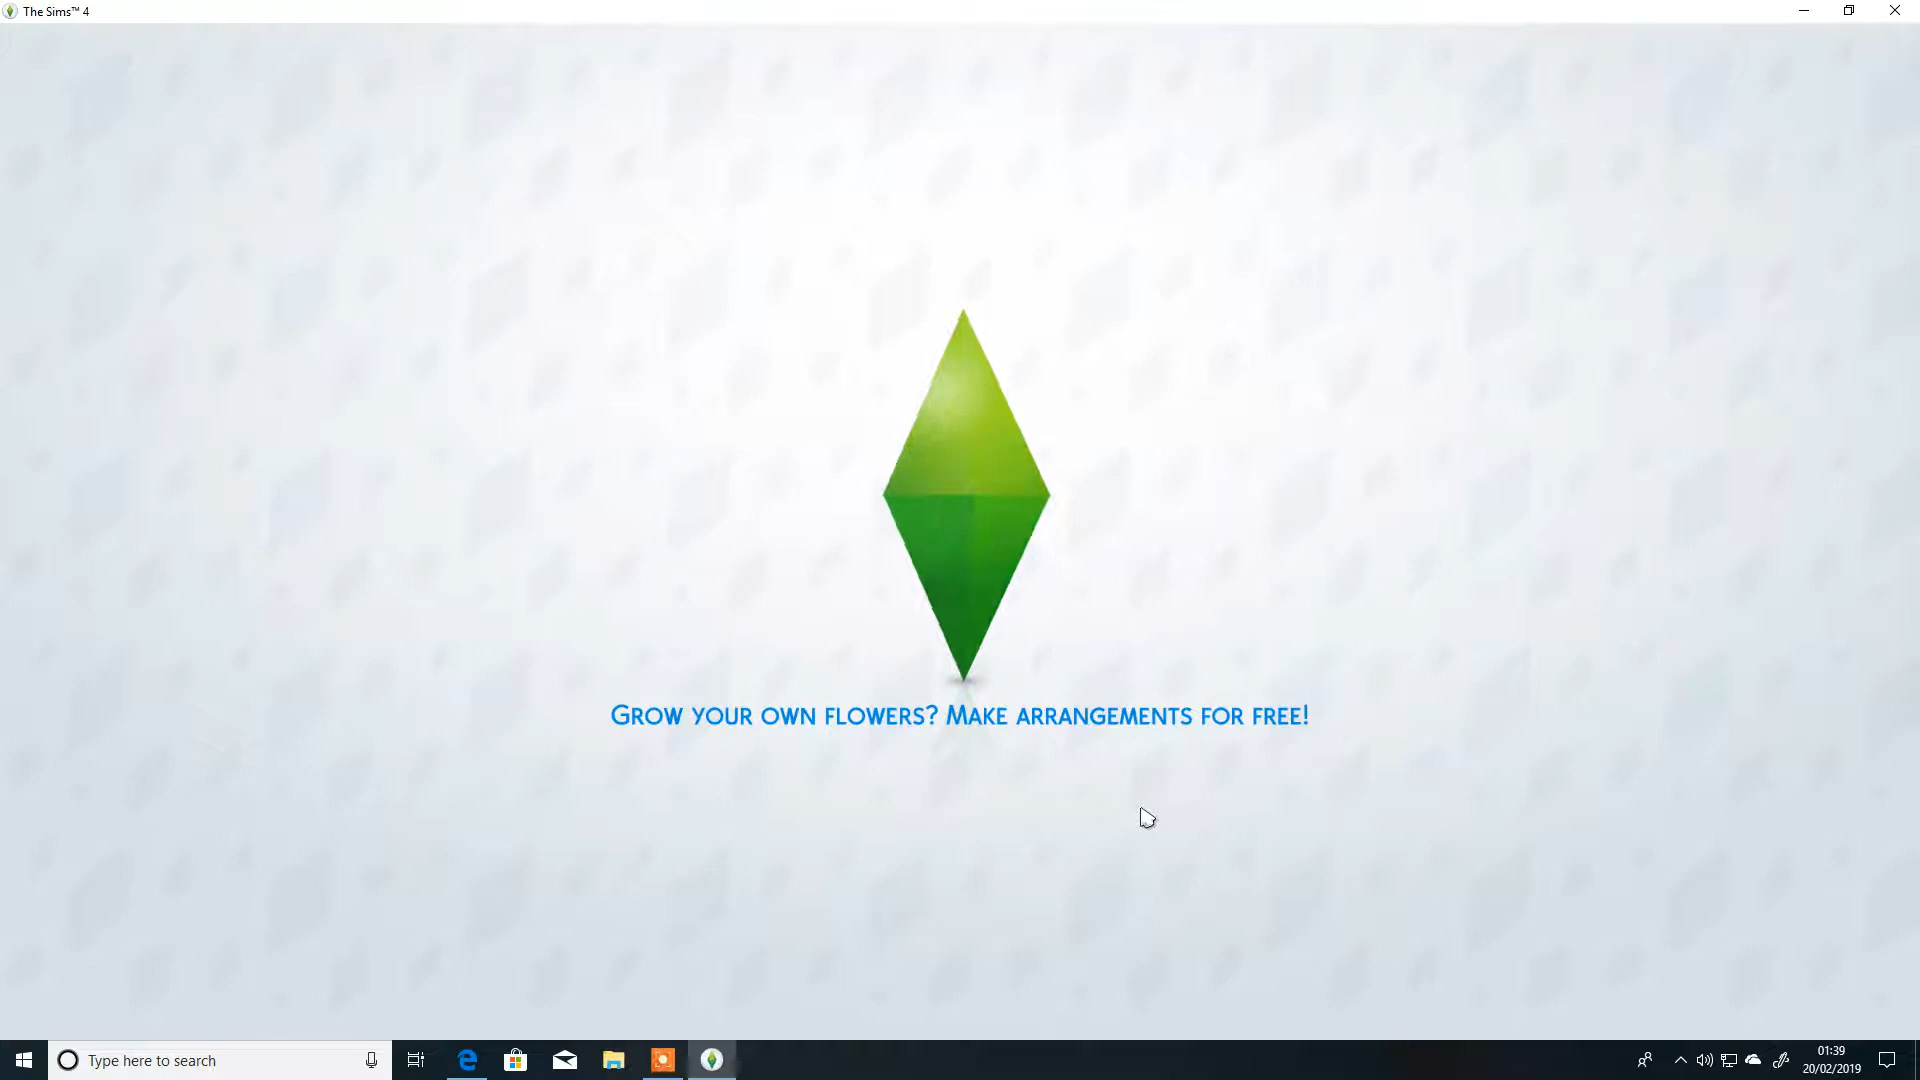 The Sims™ 4
Grow your own flowers? Make arrangements for free!
Type here to search
01:39
20/02/2019